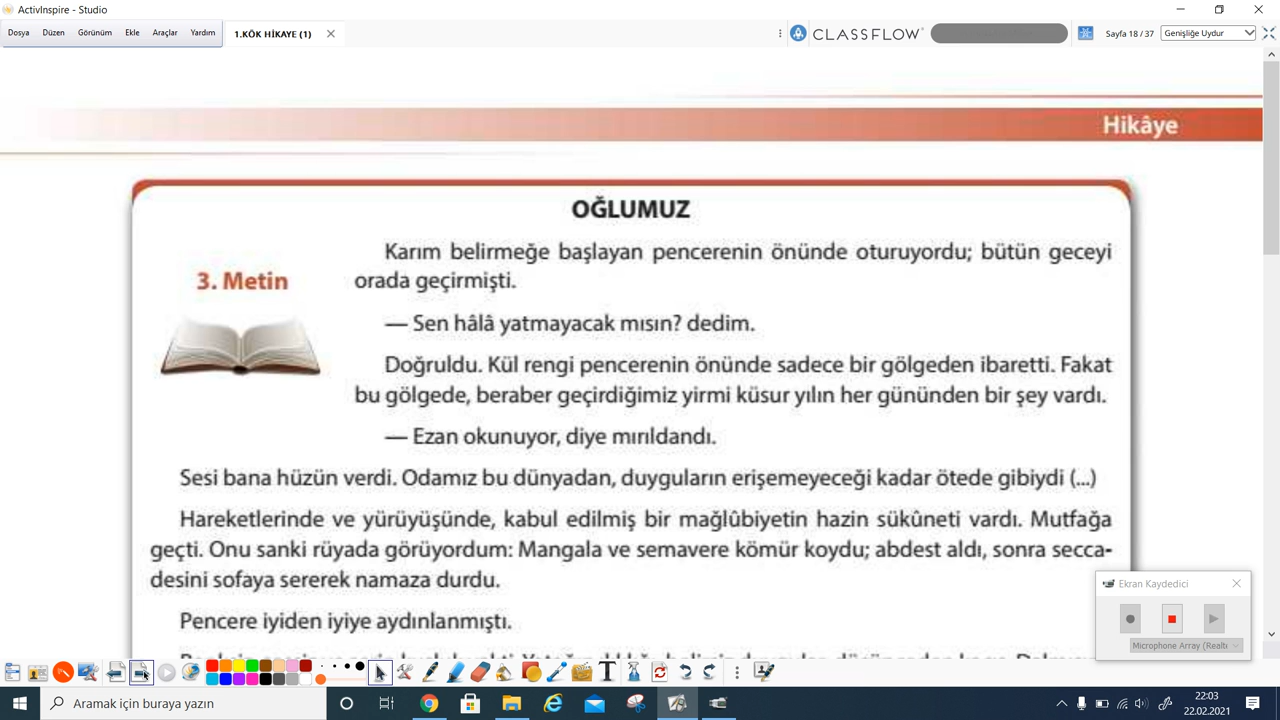 ActivInspire - Studio
Dosya Düzen Görünüm Ekle Araçlar Yardım 1.KÖK HİKAYE (1) CLASSFLOW Sayfa 18 / 37 Genişliğe Uydur
Hikâye
OĞLUMUZ
3. Metin
Karım belirmeğe başlayan pencerenin önünde oturuyordu; bütün geceyi
orada geçirmişti.
— Sen hâlâ yatmayacak mısın? dedim.
Doğruldu. Kül rengi pencerenin önünde sadece bir gölgeden ibaretti. Fakat
bu gölgede, beraber geçirdiğimiz yirmi küsur yılın her gününden bir şey vardı.
— Ezan okunuyor, diye mırıldandı.
Sesi bana hüzün verdi. Odamız bu dünyadan, duyguların erişemeyeceği kadar ötede gibiydi (...)
Hareketlerinde ve yürüyüşünde, kabul edilmiş bir mağlûbiyetin hazin sükûneti vardı. Mutfağa
geçti. Onu sanki rüyada görüyordum: Mangala ve semavere kömür koydu; abdest aldı, sonra secca-
desini sofaya sererek namaza durdu.
Pencere iyiden iyiye aydınlanmıştı.
Ekran Kaydedici
Microphone Array (Realt
Aramak için buraya yazın
22:03
22.02.2021